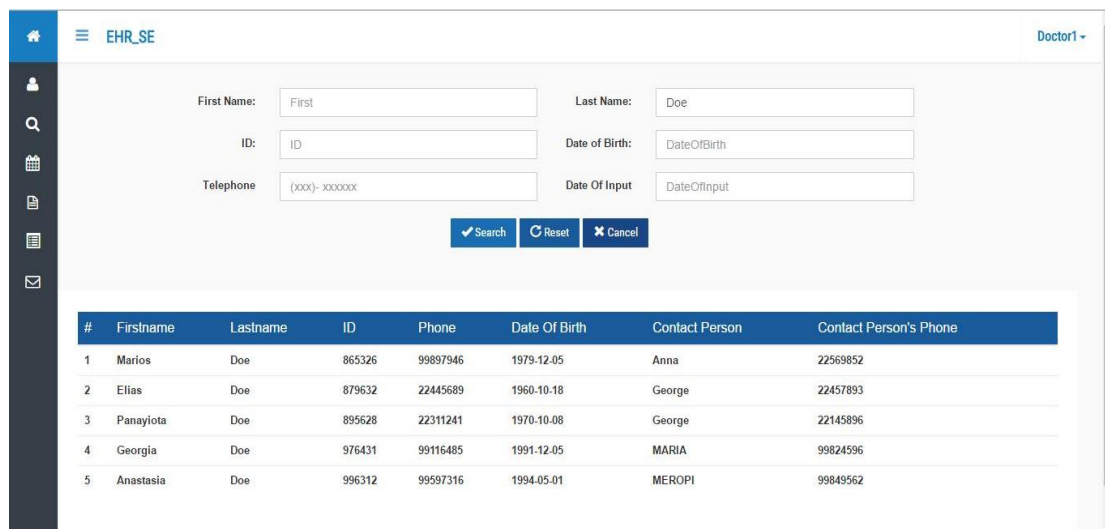 EHR_SE Doctor1
First Name: First Last Name: Doe
ID: ID Date of Birth: DateOfBirth
Telephone (xxx)- xxxxxx Date Of Input DateOfInput
Search Reset Cancel
# Firstname Lastname ID Phone Date Of Birth Contact Person Contact Person's Phone
1 Marios Doe 865326 99897946 1979-12-05 Anna 22569852
2 Elias Doe 879632 22445689 1960-10-18 George 22457893
3 Panayiota Doe 895628 22311241 1970-10-08 George 22145896
4 Georgia Doe 976431 99116485 1991-12-05 MARIA 99824596
5 Anastasia Doe 996312 99597316 1994-05-01 MEROPI 99849562